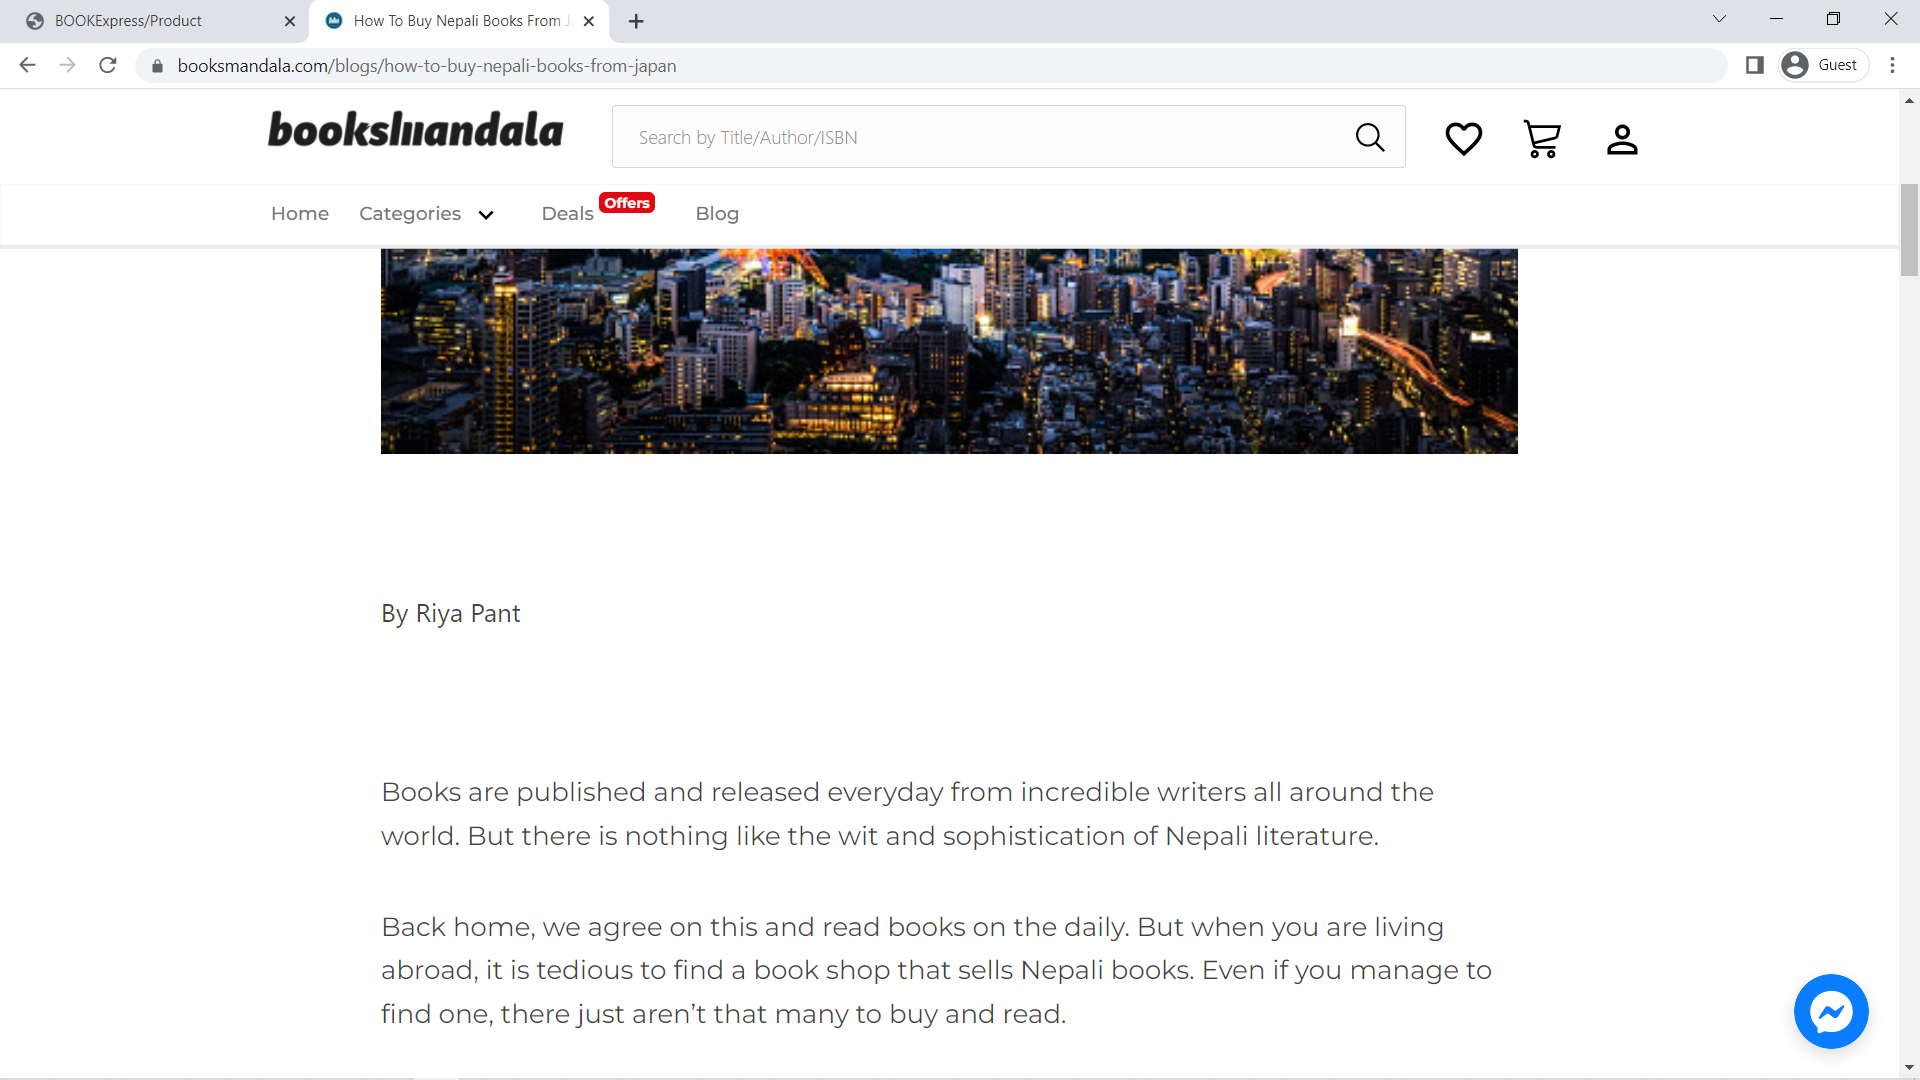 BOOKExpress/Product
How To Buy Nepali Books From J
booksmandala.com/blogs/how-to-buy-nepali-books-from-japan
Guest
booksmandala
Search by Title/Author/ISBN
Home Categories Deals Offers Blog
By Riya Pant
Books are published and released everyday from incredible writers all around the
world. But there is nothing like the wit and sophistication of Nepali literature.
Back home, we agree on this and read books on the daily. But when you are living
abroad, it is tedious to find a book shop that sells Nepali books. Even if you manage to
find one, there just aren’t that many to buy and read.